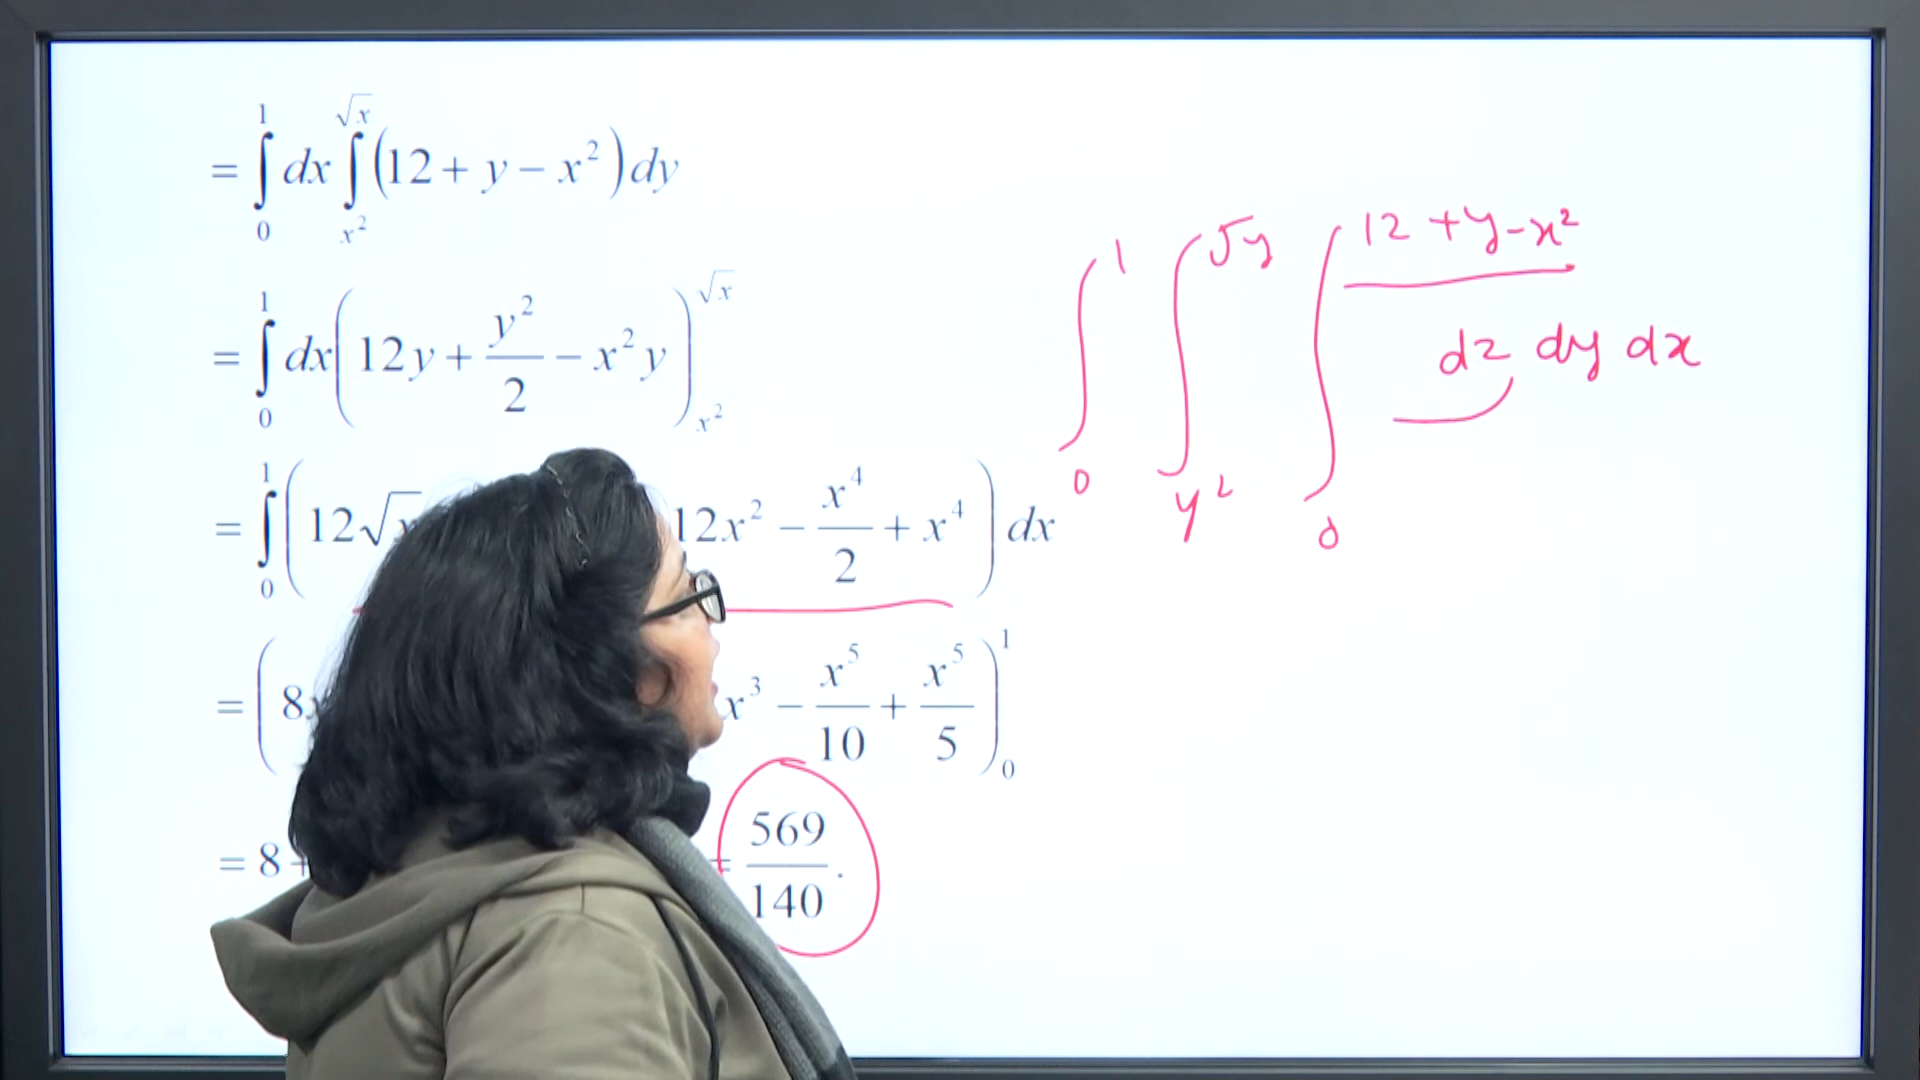 = ∫₀¹ dx ∫_{x²}^{√x} (12 + y − x²) dy
= ∫₀¹ dx (12y + y²/2 − x²y)_{x²}^{√x}
= ∫₀¹ (12√x 12x² − x⁴/2 + x⁴) dx
= (8x x³ − x⁵/10 + x⁵/5)₀¹
= 8 + = 569/140.
∫₀¹ ∫_{y²}^{√y} ∫₀^{12 + y − x²}
dz dy dx